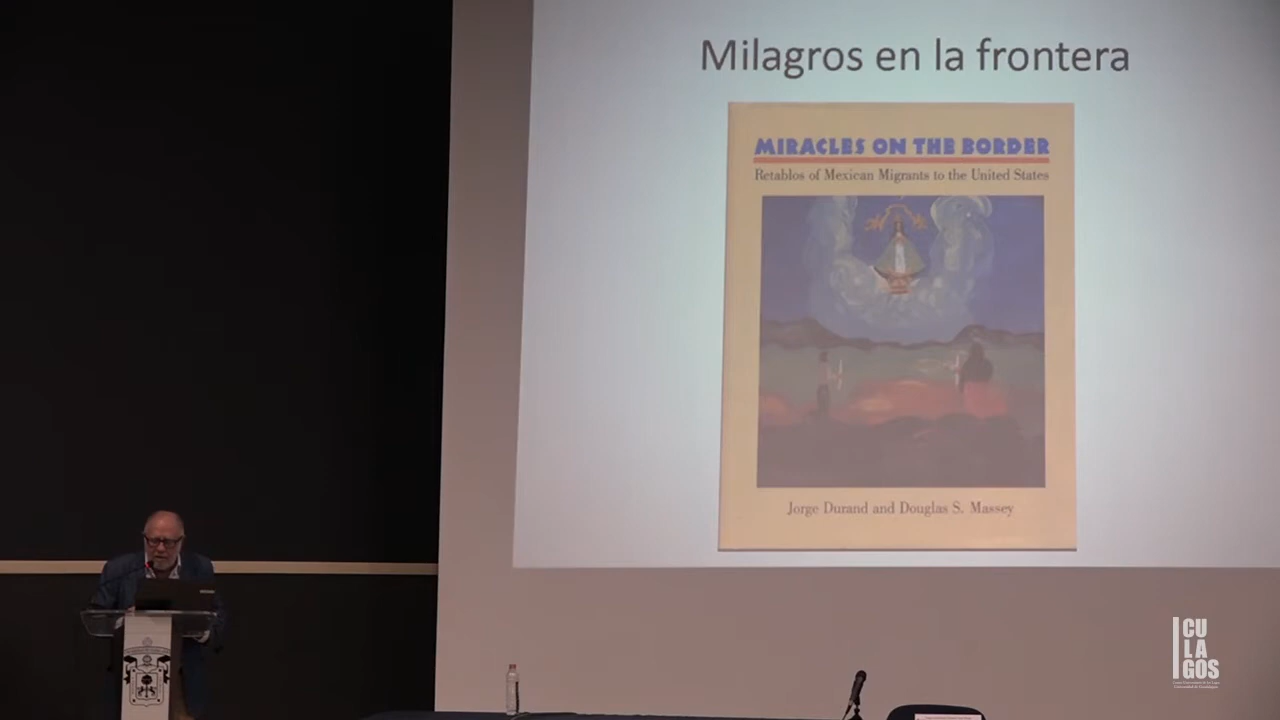 Milagros en la frontera
MIRACLES ON THE BORDER
Retablos of Mexican Migrants to the United States
Jorge Durand and Douglas S. Massey
CU
LA
GOS